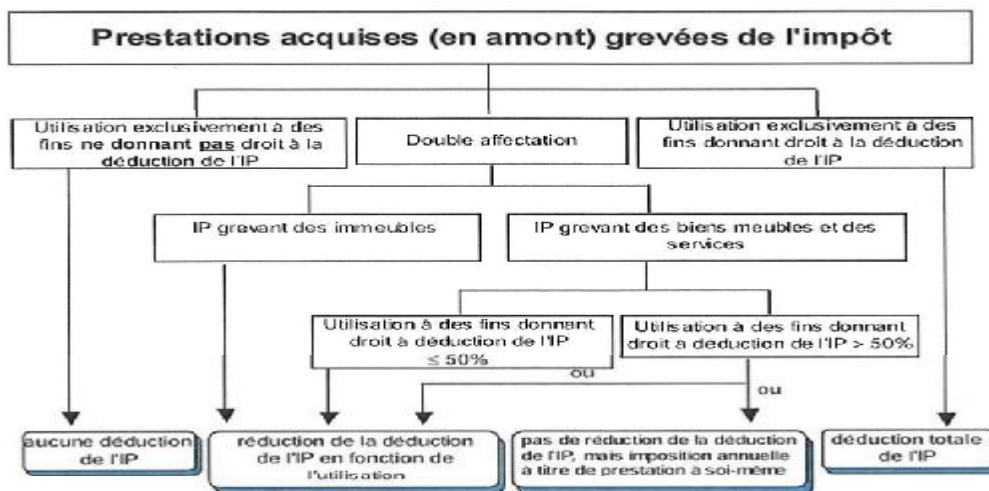 Prestations acquises (en amont) grevées de l'impôt
Utilisation exclusivement à des
fins ne donnant pas droit à la
déduction de l'IP
Double affectation
Utilisation exclusivement à des
fins donnant droit à la déduction
de l'IP
IP grevant des immeubles
IP grevant des biens meubles et des
services
Utilisation à des fins donnant
droit à déduction de l'IP
≤ 50%
Utilisation à des fins donnant
droit à déduction de l'IP > 50%
ou
ou
aucune déduction
de l'IP
réduction de la déduction
de l'IP en fonction de
l'utilisation
pas de réduction de la déduction
de l'IP, mais imposition annuelle
à titre de prestation à soi-même
déduction totale
de l'IP